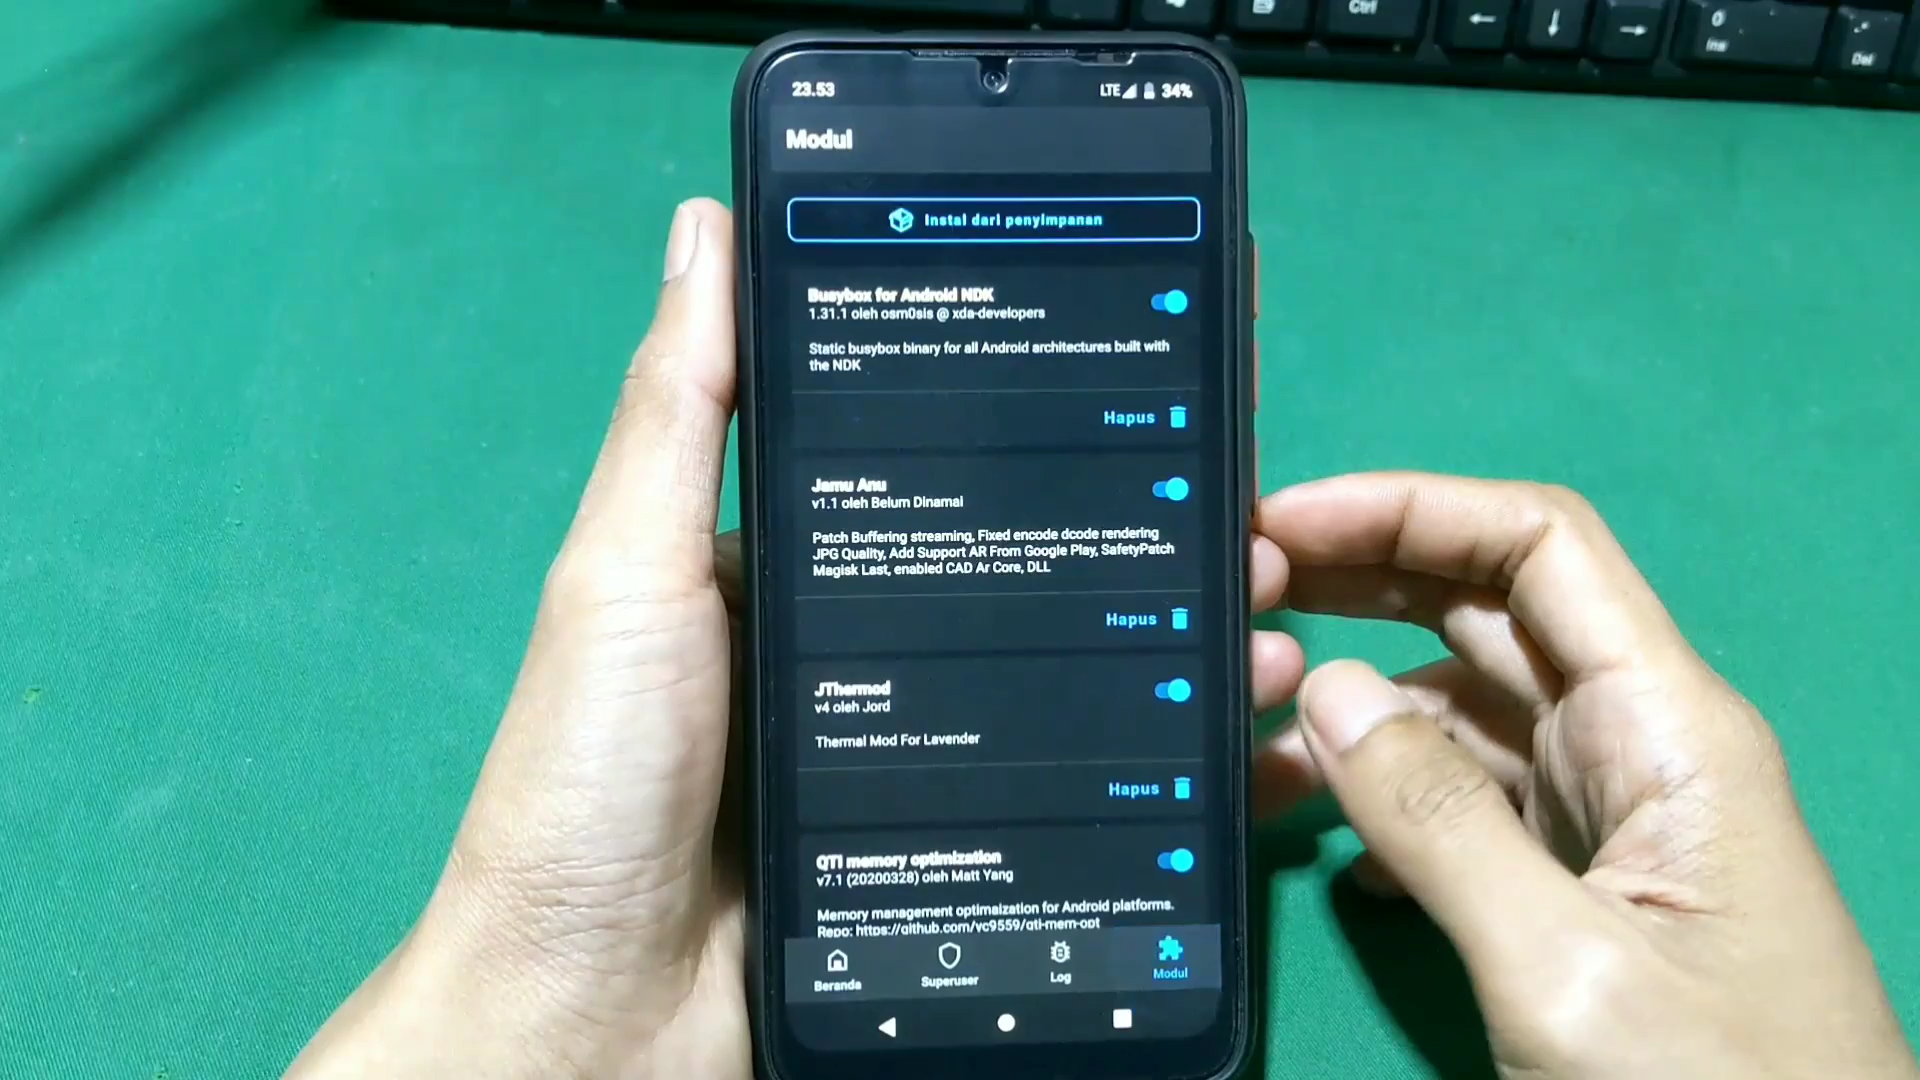 Ctrl
0
Ins
Del
23.53
LTE
34%
Modul
Instal dari penyimpanan
Busybox for Android NDK
1.31.1 oleh osm0sis @ xda-developers
Static busybox binary for all Android architectures built with
the NDK
Hapus
Jamu Anu
v1.1 oleh Belum Dinamai
Patch Buffering streaming, Fixed encode dcode rendering
JPG Quality, Add Support AR From Google Play, SafetyPatch
Magisk Last, enabled CAD Ar Core, DLL
Hapus
JThermod
v4 oleh Jord
Thermal Mod For Lavender
Hapus
QTI memory optimization
v7.1 (20200328) oleh Matt Yang
Memory management optimaization for Android platforms.
Repo: https://github.com/yc9559/qti-mem-opt
Beranda
Superuser
Log
Modul